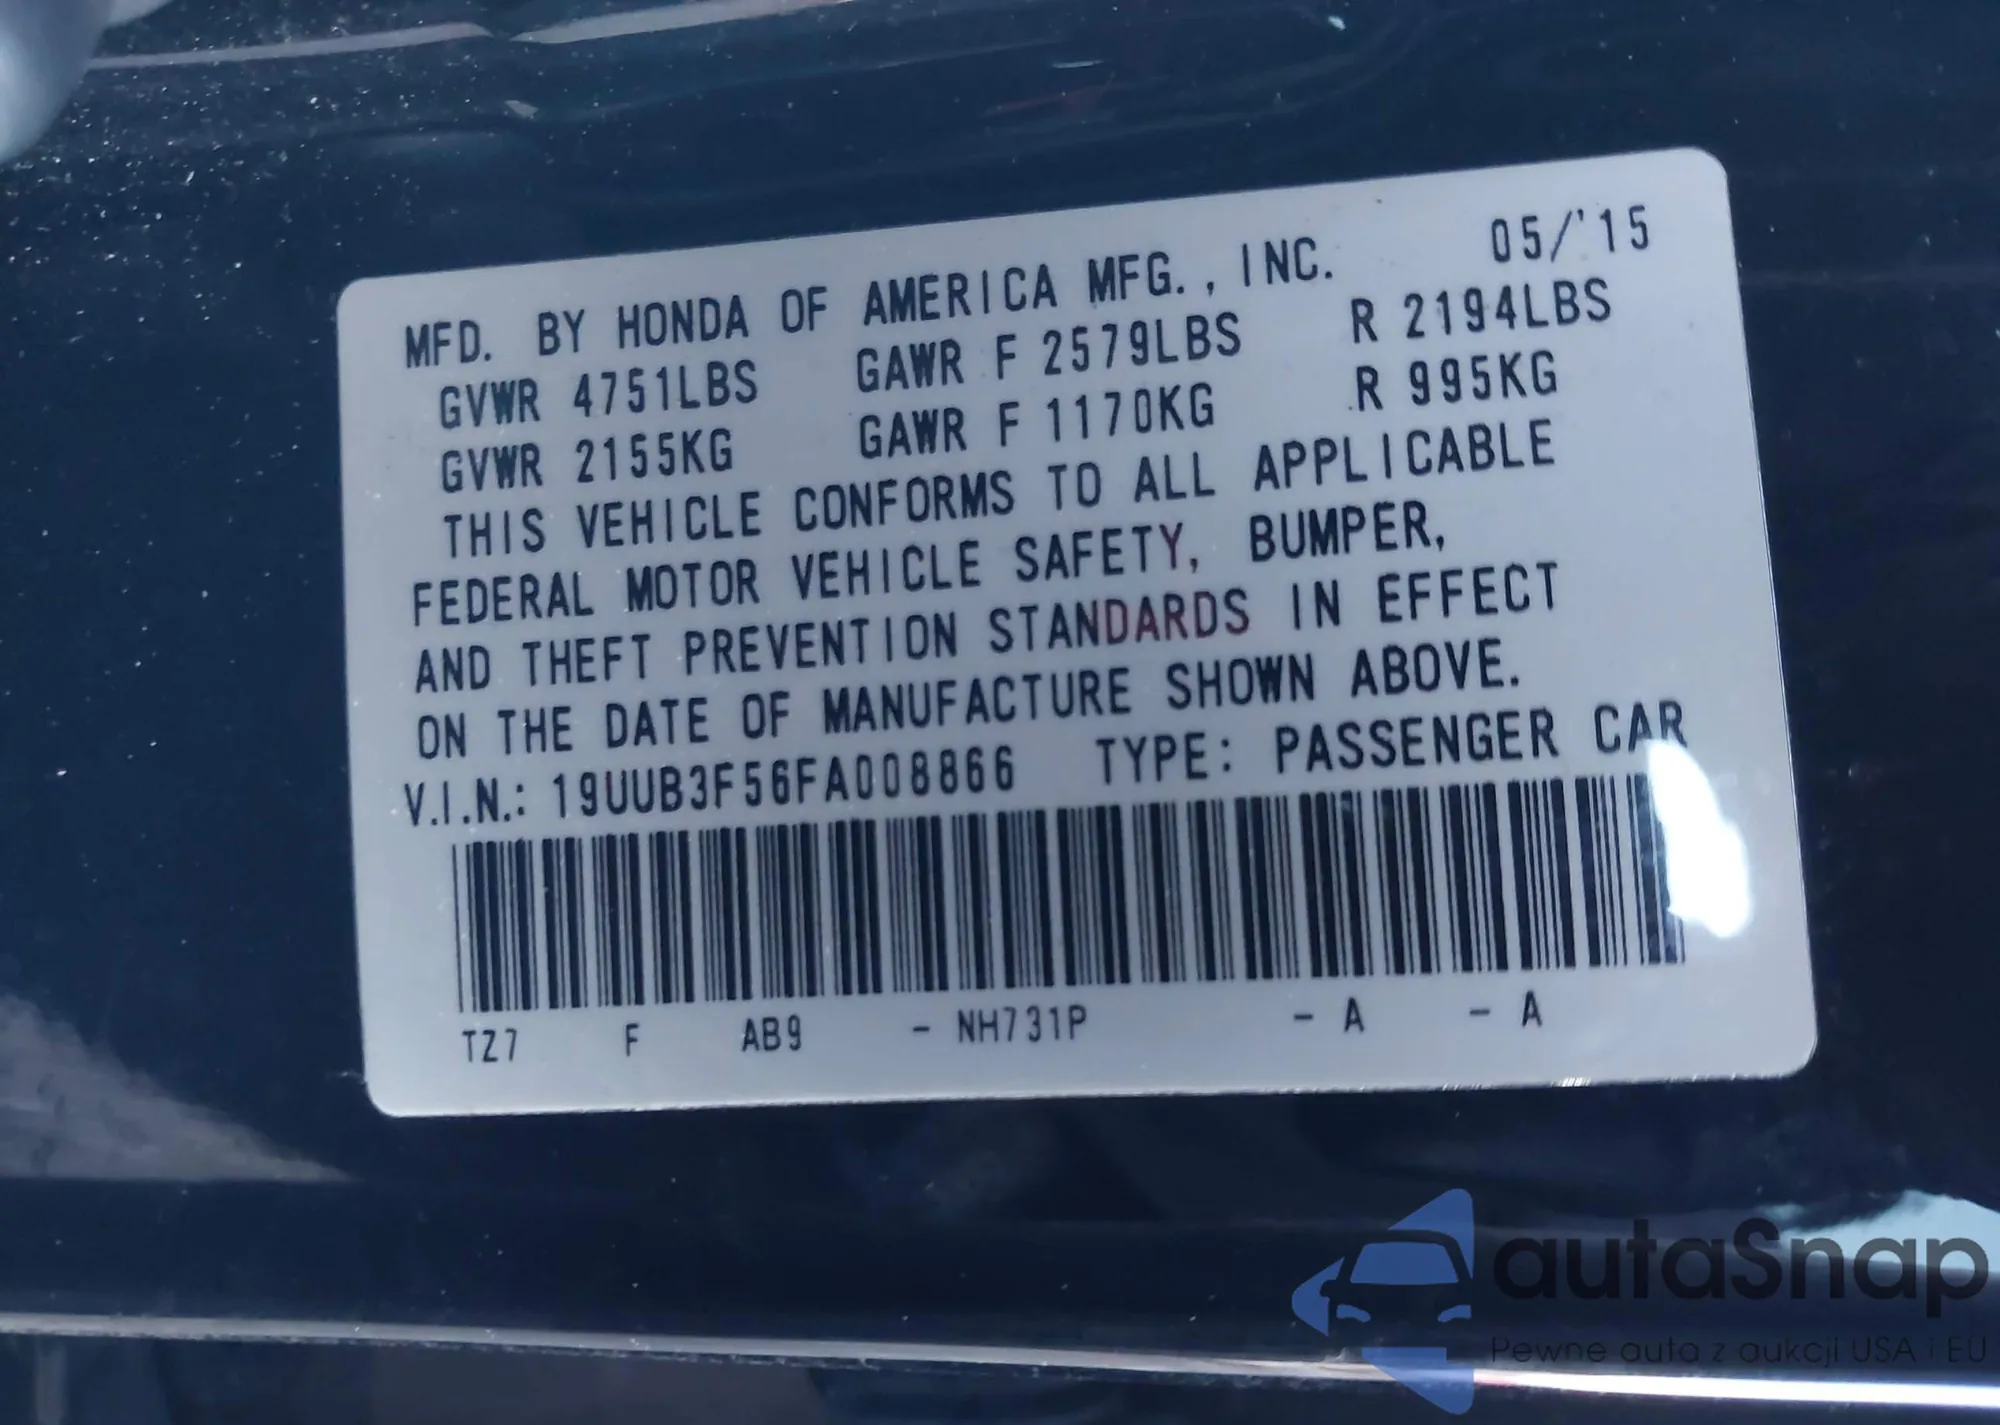 MFD. BY HONDA OF AMERICA MFG., INC. 05/'15
GVWR 4751LBS GAWR F 2579LBS R 2194LBS
GVWR 2155KG GAWR F 1170KG R 995KG
THIS VEHICLE CONFORMS TO ALL APPLICABLE
FEDERAL MOTOR VEHICLE SAFETY, BUMPER,
AND THEFT PREVENTION STANDARDS IN EFFECT
ON THE DATE OF MANUFACTURE SHOWN ABOVE.
V.I.N.: 19UUB3F56FA008866 TYPE: PASSENGER CAR
TZ7 F AB9 - NH731P - A - A
autaSnap
Pewne auta z aukcji USA i EU